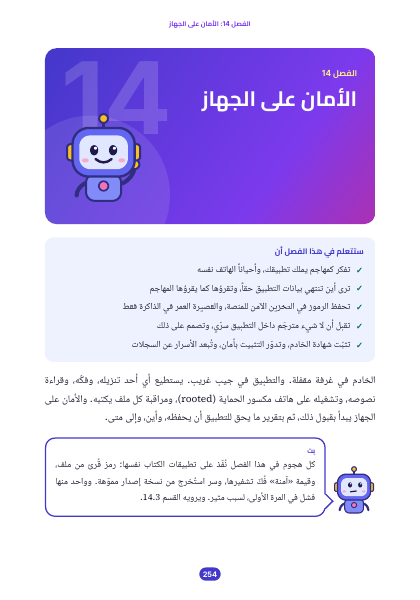 الفصل 14: الأمان على الجهاز
14
الفصل 14
الأمان على الجهاز
ستتعلم في هذا الفصل أن
✓ تفكر كمهاجم يملك تطبيقك، وأحياناً الهاتف نفسه
✓ ترى أين تنتهي بيانات التطبيق حقاً، وتقرؤها كما يقرؤها المهاجم
✓ تحفظ الرموز في التخزين الآمن للمنصة، والقصيرة العمر في الذاكرة فقط
✓ تقبل أن لا شيء مترجم داخل التطبيق سرّي، وتصمم على ذلك
✓ تثبّت شهادة الخادم، وتدوّر التثبيت بأمان، وتُبعد الأسرار عن السجلات
الخادم في غرفة مقفلة. والتطبيق في جيب غريب. يستطيع أي أحد تنزيله، وفكّه، وقراءة
نصوصه، وتشغيله على هاتف مكسور الحماية (rooted)، ومراقبة كل ملف يكتبه. والأمان على
الجهاز يبدأ بقبول ذلك، ثم بتقرير ما يحق للتطبيق أن يحفظه، وأين، وإلى متى.
بث
كل هجوم في هذا الفصل نُفّذ على تطبيقات الكتاب نفسها: رمز قُرئ من ملف،
وقيمة «آمنة» فُكّ تشفيرها، وسر استُخرج من نسخة إصدار مموّهة. وواحد منها
فشل في المرة الأولى، لسبب مثير. ويرويه القسم 14.3.
254